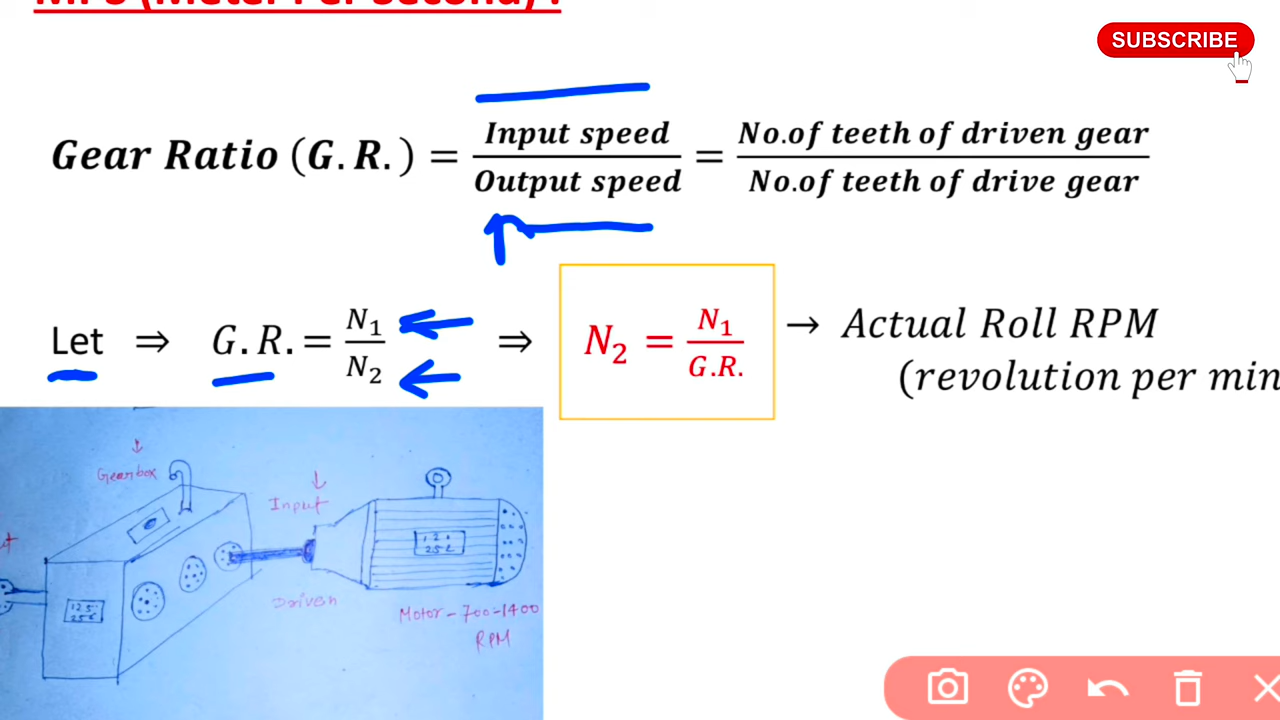 SUBSCRIBE
Gear Ratio (G.R.) = Input speed / Output speed = No.of teeth of driven gear / No.of teeth of drive gear
Let ⇒ G.R. = N₁ / N₂ ⇒ N₂ = N₁ / G.R. → Actual Roll RPM
(revolution per min
Gearbox
Input
Driven
Motor - 700-1400
RPM